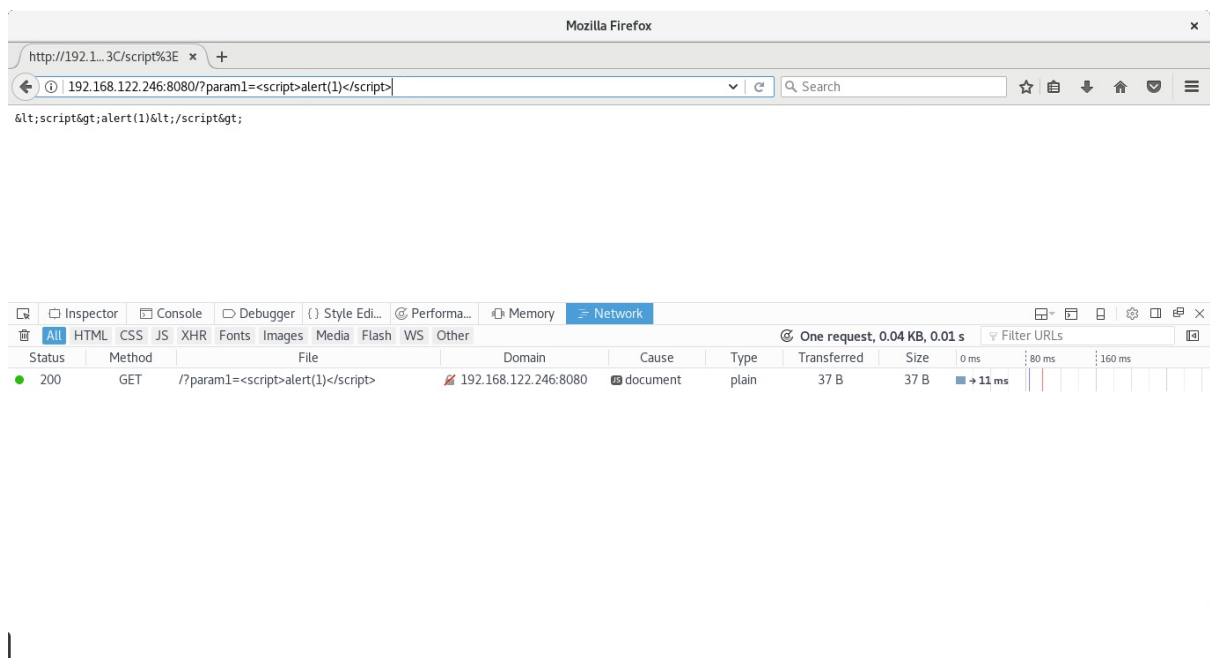 Mozilla Firefox ×
http://192.1...3C/script%3E × +
192.168.122.246:8080/?param1=<script>alert(1)</script> Search
&lt;script&gt;alert(1)&lt;/script&gt;
Inspector Console Debugger {} Style Edi... Performa... Memory Network
All HTML CSS JS XHR Fonts Images Media Flash WS Other One request, 0.04 KB, 0.01 s Filter URLs
Status Method File Domain Cause Type Transferred Size 0 ms 80 ms 160 ms
200 GET /?param1=<script>alert(1)</script> 192.168.122.246:8080 JS document plain 37 B 37 B → 11 ms